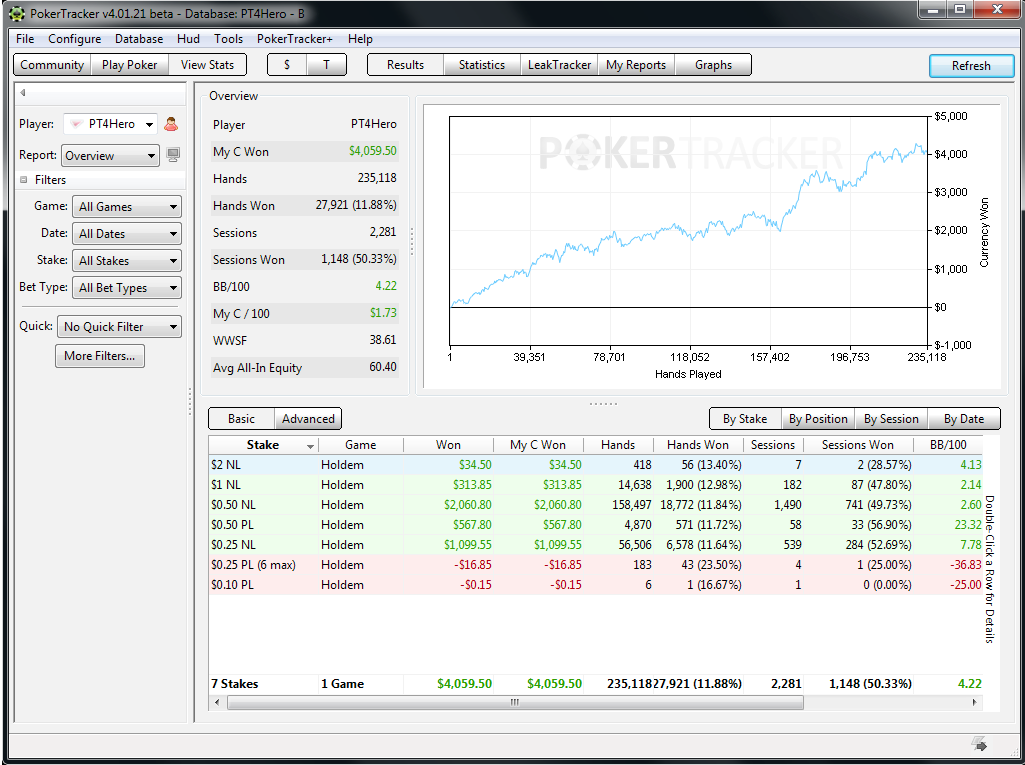 PokerTracker v4.01.21 beta - Database: PT4Hero - B
File Configure Database Hud Tools PokerTracker+ Help
Community Play Poker View Stats $ T Results Statistics LeakTracker My Reports Graphs Refresh
Player: PT4Hero
Report: Overview
Filters
Game: All Games
Date: All Dates
Stake: All Stakes
Bet Type: All Bet Types
Quick: No Quick Filter
More Filters...
Overview
Player PT4Hero
My C Won $4,059.50
Hands 235,118
Hands Won 27,921 (11.88%)
Sessions 2,281
Sessions Won 1,148 (50.33%)
BB/100 4.22
My C / 100 $1.73
WWSF 38.61
Avg All-In Equity 60.40
POKERTRACKER
$5,000
$4,000
$3,000
$2,000
$1,000
$0
$-1,000
Currency Won
1 39,351 78,701 118,052 157,402 196,753 235,118
Hands Played
Basic Advanced By Stake By Position By Session By Date
Stake Game Won My C Won Hands Hands Won Sessions Sessions Won BB/100
$2 NL Holdem $34.50 $34.50 418 56 (13.40%) 7 2 (28.57%) 4.13
$1 NL Holdem $313.85 $313.85 14,638 1,900 (12.98%) 182 87 (47.80%) 2.14
$0.50 NL Holdem $2,060.80 $2,060.80 158,497 18,772 (11.84%) 1,490 741 (49.73%) 2.60
$0.50 PL Holdem $567.80 $567.80 4,870 571 (11.72%) 58 33 (56.90%) 23.32
$0.25 NL Holdem $1,099.55 $1,099.55 56,506 6,578 (11.64%) 539 284 (52.69%) 7.78
$0.25 PL (6 max) Holdem -$16.85 -$16.85 183 43 (23.50%) 4 1 (25.00%) -36.83
$0.10 PL Holdem -$0.15 -$0.15 6 1 (16.67%) 1 0 (0.00%) -25.00
Double-Click a Row for Details
7 Stakes 1 Game $4,059.50 $4,059.50 235,118 27,921 (11.88%) 2,281 1,148 (50.33%) 4.22